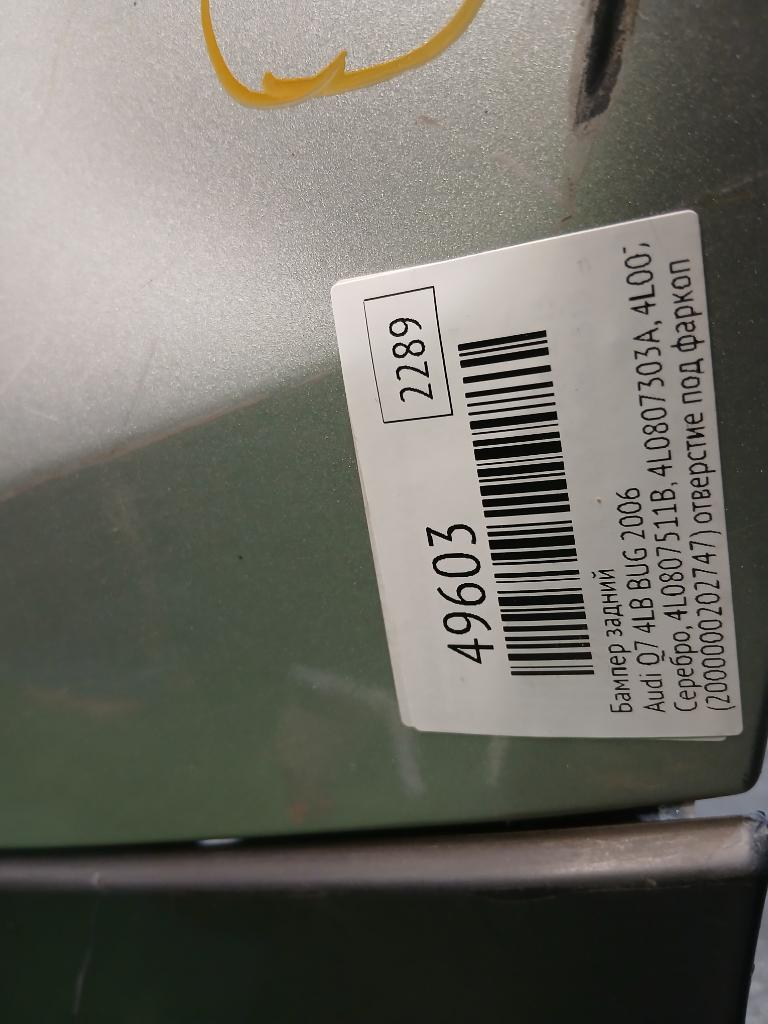 49603
2289
Бампер задний
Audi Q7 4LB BUG 2006
Серебро, 4L0807511B, 4L0807303A, 4L00-,
(2000000202747) отверстие под фаркоп